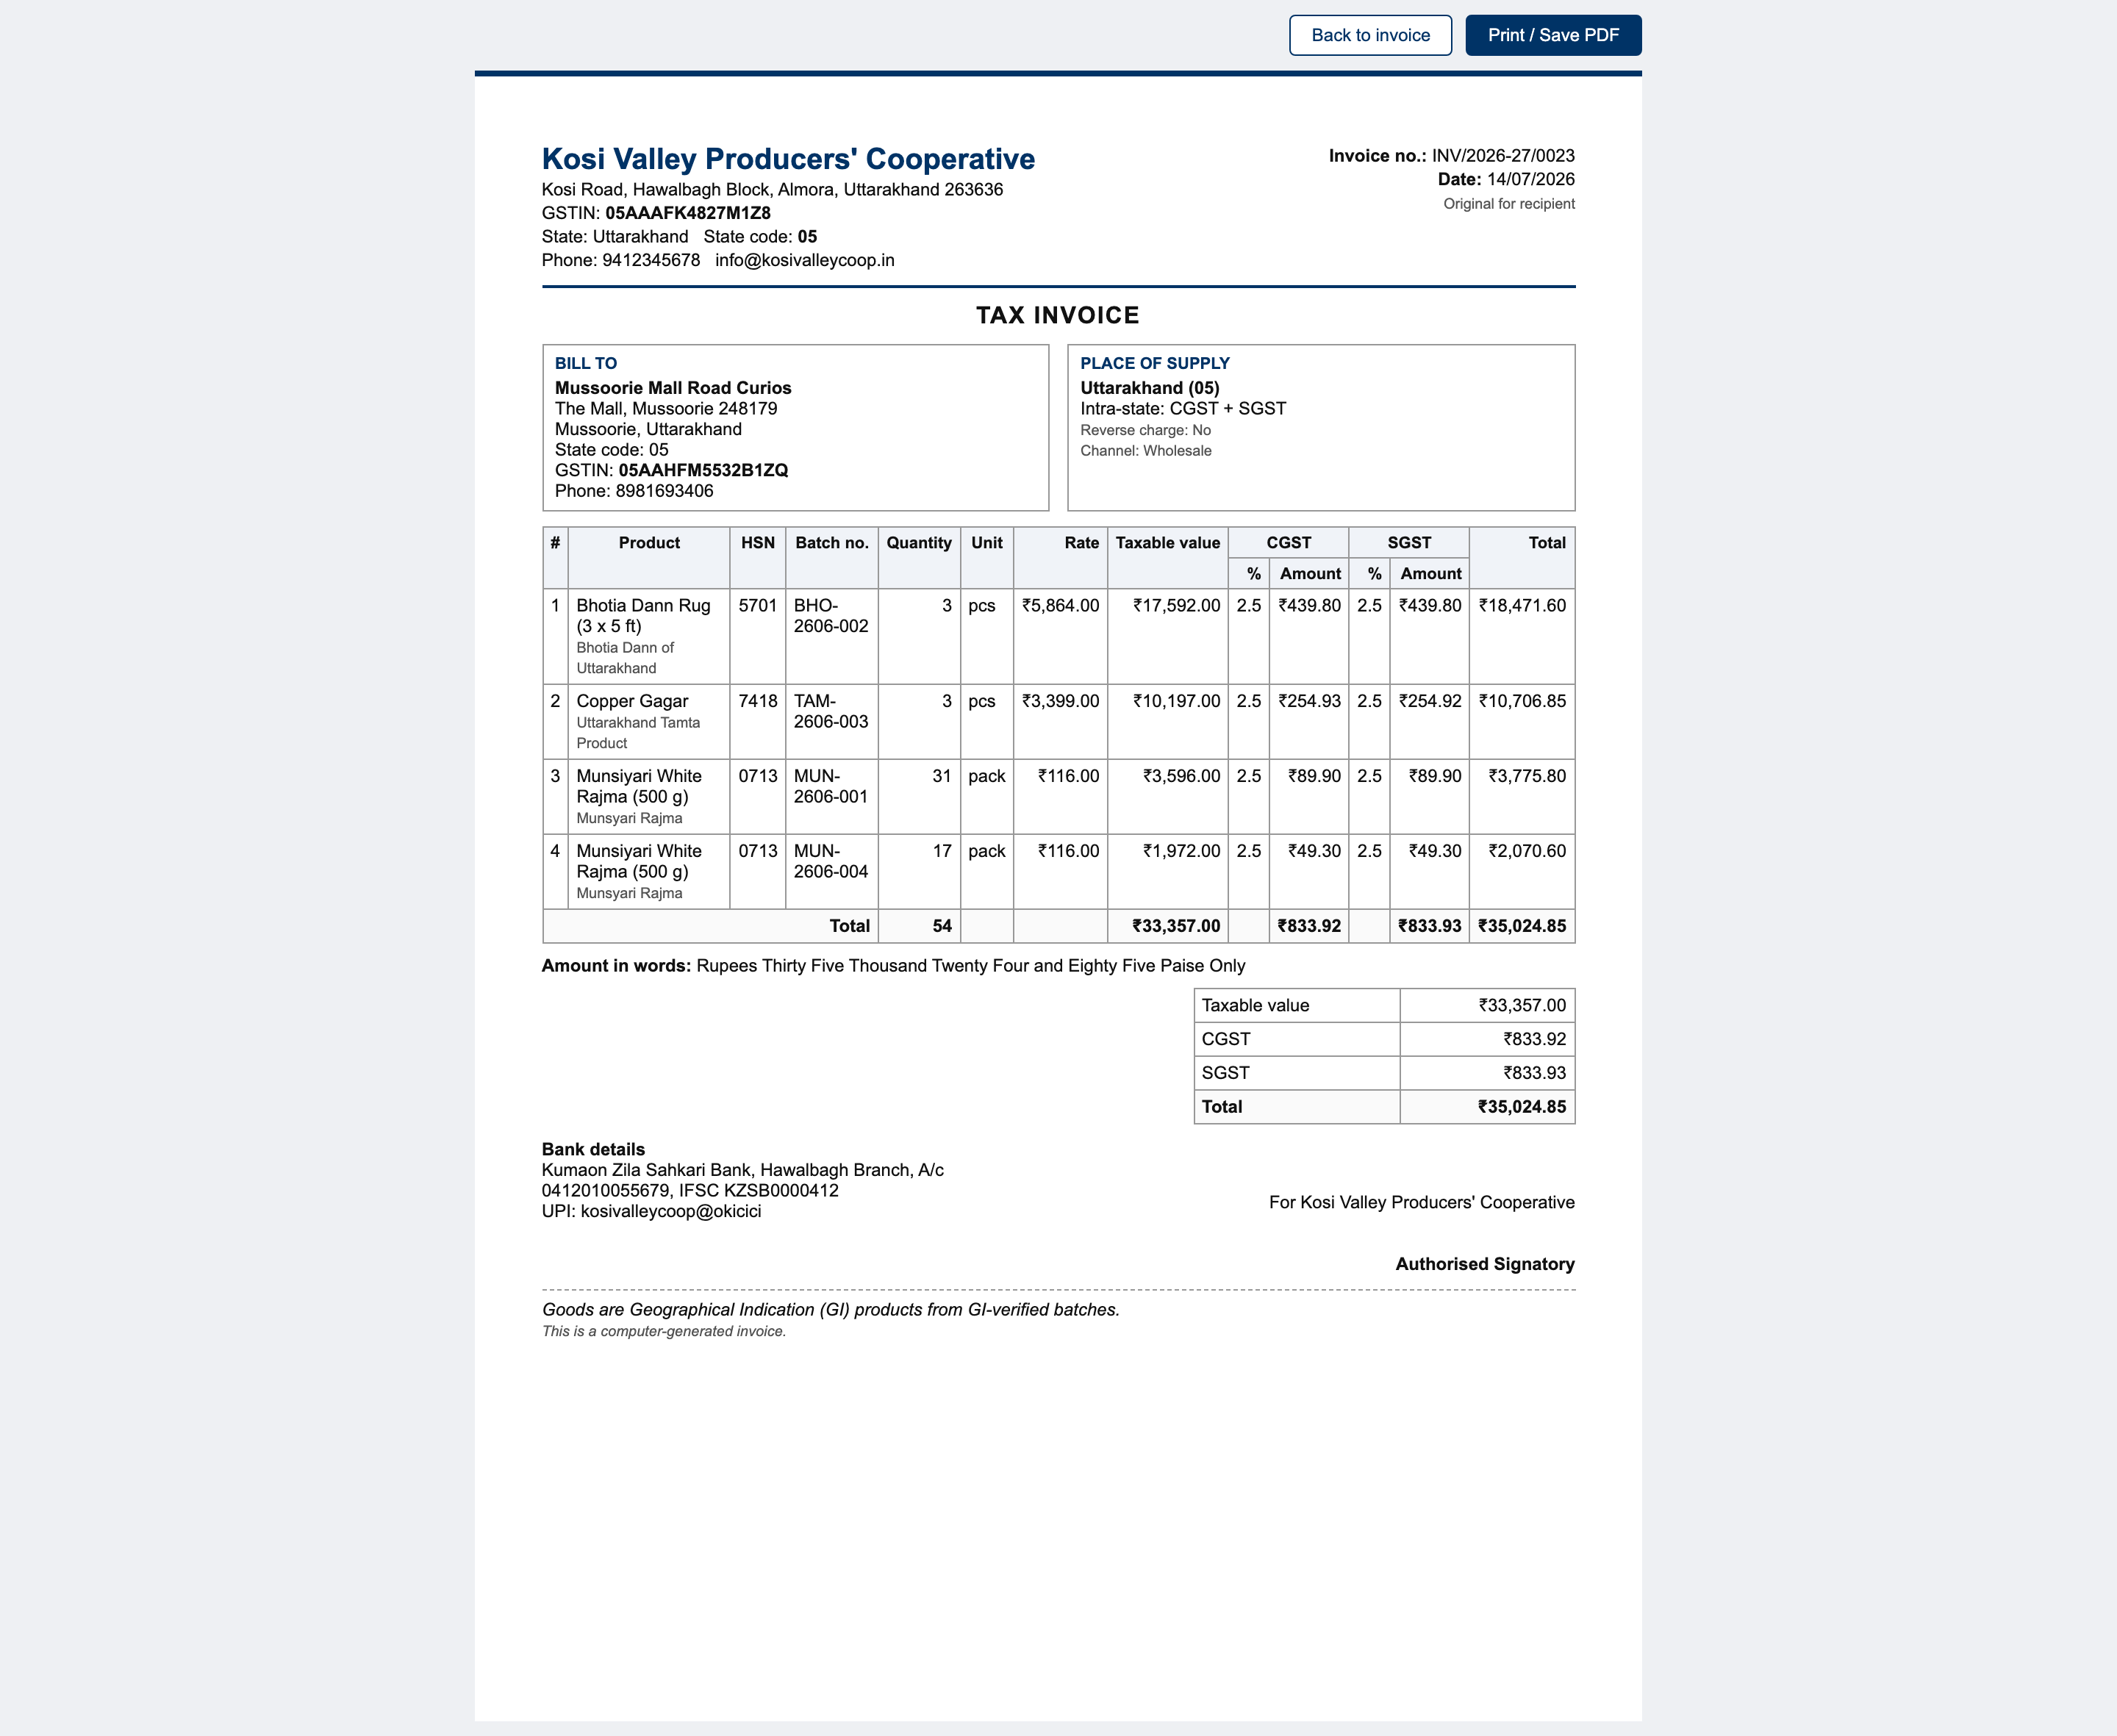 Back to invoice
Print / Save PDF
Kosi Valley Producers' Cooperative
Kosi Road, Hawalbagh Block, Almora, Uttarakhand 263636
GSTIN: 05AAAFK4827M1Z8
State: Uttarakhand State code: 05
Phone: 9412345678 info@kosivalleycoop.in
Invoice no.: INV/2026-27/0023
Date: 14/07/2026
Original for recipient
TAX INVOICE
BILL TO
Mussoorie Mall Road Curios
The Mall, Mussoorie 248179
Mussoorie, Uttarakhand
State code: 05
GSTIN: 05AAHFM5532B1ZQ
Phone: 8981693406
PLACE OF SUPPLY
Uttarakhand (05)
Intra-state: CGST + SGST
Reverse charge: No
Channel: Wholesale
# Product HSN Batch no. Quantity Unit Rate Taxable value CGST SGST Total
% Amount % Amount
1 Bhotia Dann Rug 5701 BHO- 3 pcs ₹5,864.00 ₹17,592.00 2.5 ₹439.80 2.5 ₹439.80 ₹18,471.60
(3 x 5 ft) 2606-002
Bhotia Dann of
Uttarakhand
2 Copper Gagar 7418 TAM- 3 pcs ₹3,399.00 ₹10,197.00 2.5 ₹254.93 2.5 ₹254.92 ₹10,706.85
Uttarakhand Tamta 2606-003
Product
3 Munsiyari White 0713 MUN- 31 pack ₹116.00 ₹3,596.00 2.5 ₹89.90 2.5 ₹89.90 ₹3,775.80
Rajma (500 g) 2606-001
Munsyari Rajma
4 Munsiyari White 0713 MUN- 17 pack ₹116.00 ₹1,972.00 2.5 ₹49.30 2.5 ₹49.30 ₹2,070.60
Rajma (500 g) 2606-004
Munsyari Rajma
Total 54 ₹33,357.00 ₹833.92 ₹833.93 ₹35,024.85
Amount in words: Rupees Thirty Five Thousand Twenty Four and Eighty Five Paise Only
Taxable value ₹33,357.00
CGST ₹833.92
SGST ₹833.93
Total ₹35,024.85
Bank details
Kumaon Zila Sahkari Bank, Hawalbagh Branch, A/c
0412010055679, IFSC KZSB0000412
UPI: kosivalleycoop@okicici
For Kosi Valley Producers' Cooperative
Authorised Signatory
Goods are Geographical Indication (GI) products from GI-verified batches.
This is a computer-generated invoice.